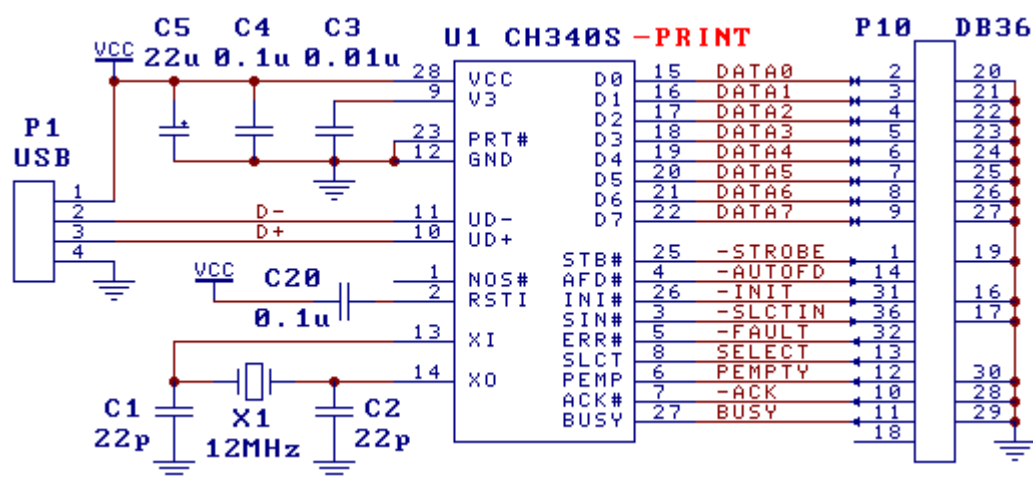 C5 C4 C3 U1 CH340S -PRINT P10 DB36
VCC 22u 0.1u 0.01u
28 VCC D0 15 DATA0 2 20
9 V3 D1 16 DATA1 3 21
D2 17 DATA2 4 22
P1 23 PRT# D3 18 DATA3 5 23
USB 12 GND D4 19 DATA4 6 24
D5 20 DATA5 7 25
1 D6 21 DATA6 8 26
2 D- 11 UD- D7 22 DATA7 9 27
3 D+ 10 UD+
4 STB# 25 -STROBE 1 19
VCC C20 1 NOS# AFD# 4 -AUTOFD 14
2 RSTI INI# 26 -INIT 31 16
0.1u SIN# 3 -SLCTIN 36 17
13 XI ERR# 5 -FAULT 32
SLCT 8 SELECT 13
14 XO PEMP 6 PEMPTY 12 30
C1 X1 C2 ACK# 7 -ACK 10 28
22p 12MHz 22p BUSY 27 BUSY 11 29
18